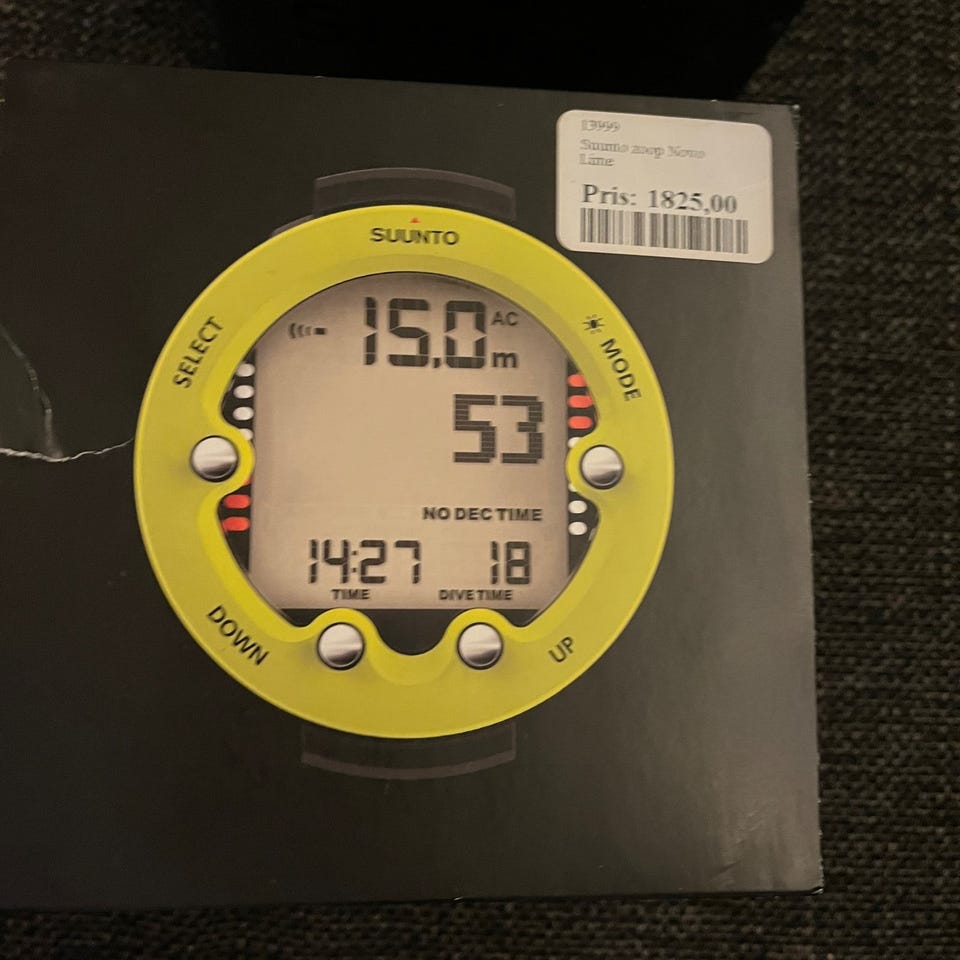 13999
Suunto zoop Novo
Lime
Pris: 1825,00
SUUNTO
SELECT
MODE
15,0 m AC
53
NO DEC TIME
14:27 18
TIME DIVE TIME
DOWN
UP